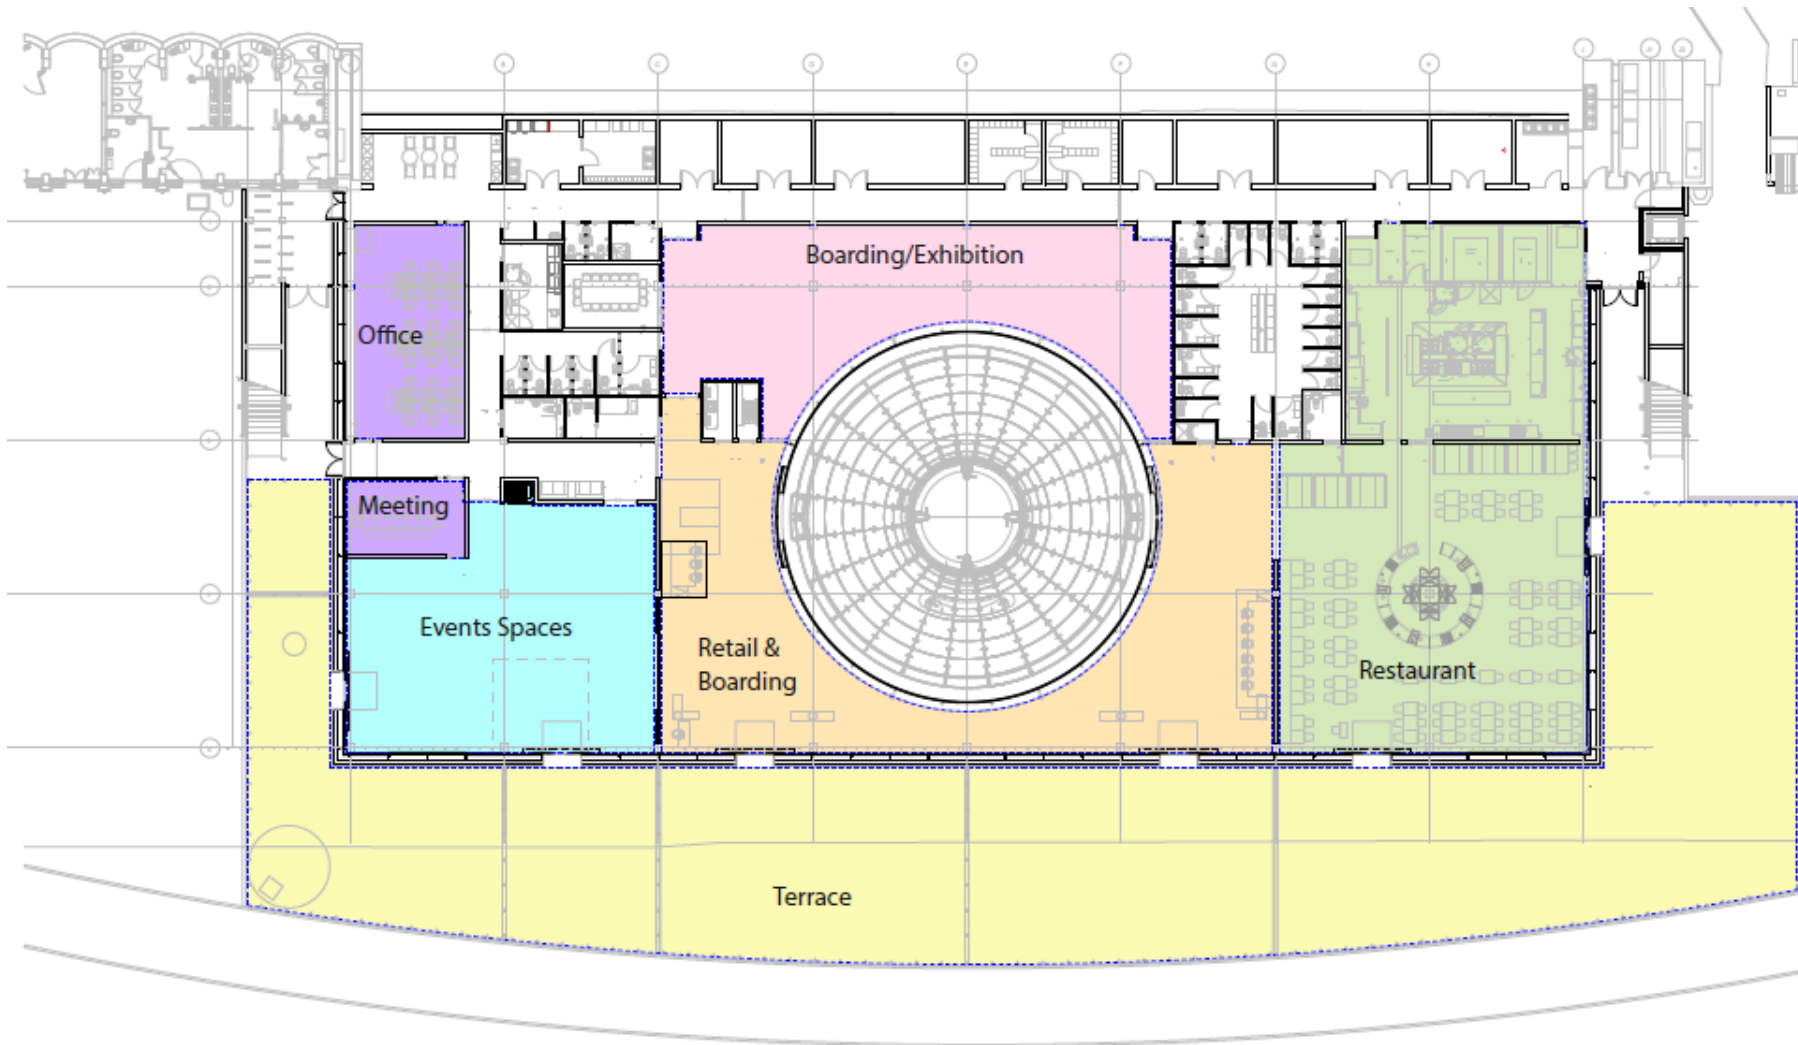 Boarding/Exhibition
Office
Meeting
Events Spaces
Retail &
Boarding
Restaurant
Terrace